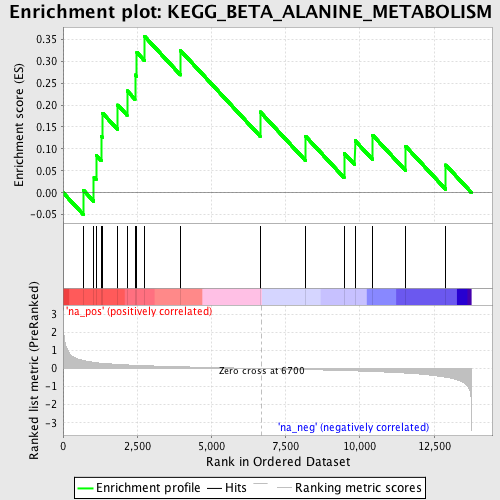 Enrichment plot: KEGG_BETA_ALANINE_METABOLISM
Enrichment score (ES)
0.35
0.30
0.25
0.20
0.15
0.10
0.05
0.00
-0.05
'na_pos' (positively correlated)
Ranked list metric (PreRanked)
3
2
1
0
-1
-2
-3
Zero cross at 6700
'na_neg' (negatively correlated)
0
2,500
5,000
7,500
10,000
12,500
Rank in Ordered Dataset
Enrichment profile
Hits
Ranking metric scores